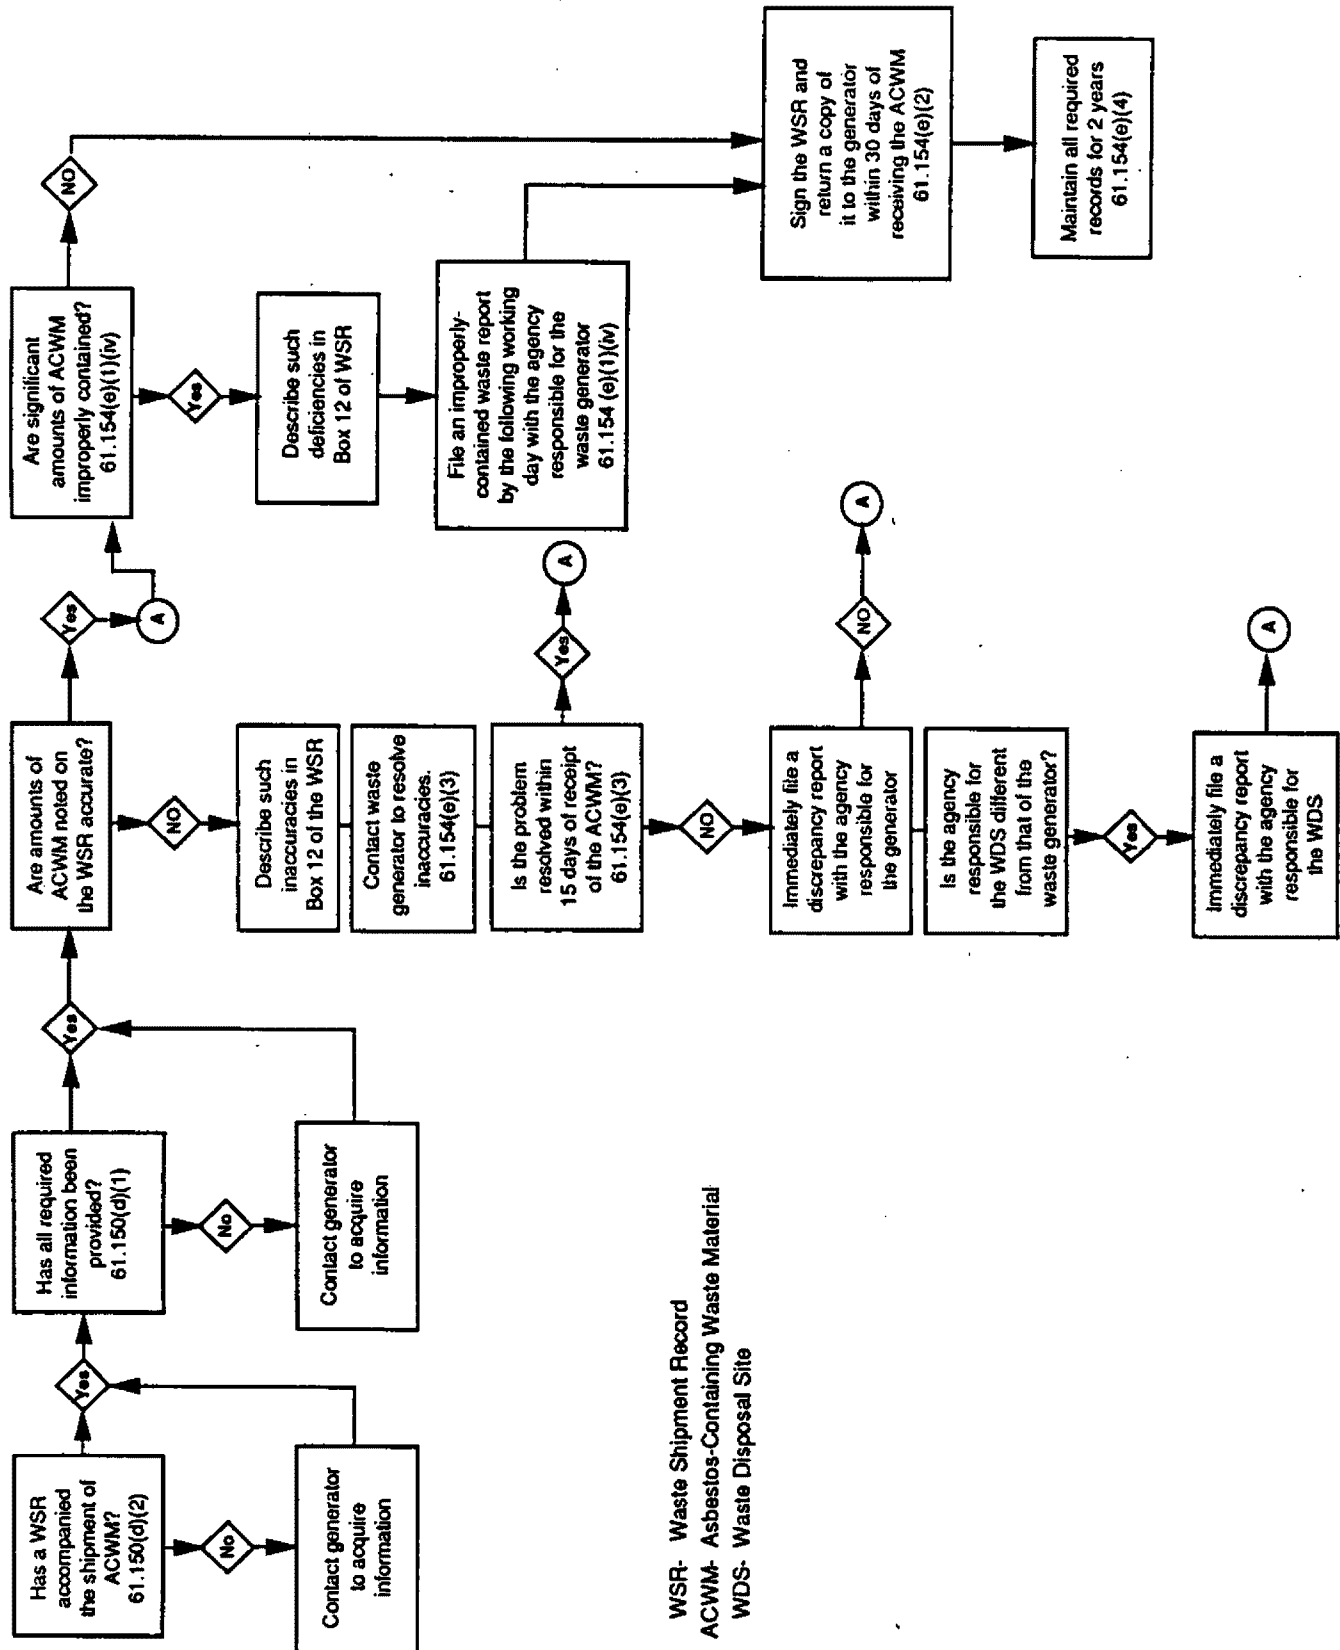 Has a WSR
accompanied
the shipment of
ACWM?
61.150(d)(2)
Yes
No
Contact generator
to acquire
information
Has all required
information been
provided?
61.150(d)(1)
Yes
No
Contact generator
to acquire
information
Are amounts of
ACWM noted on
the WSR accurate?
Yes
A
NO
Describe such
inaccuracies in
Box 12 of the WSR
Contact waste
generator to resolve
inaccuracies.
61.154(e)(3)
Is the problem
resolved within
15 days of receipt
of the ACWM?
61.154(e)(3)
Yes
A
NO
Immediately file a
discrepancy report
with the agency
responsible for
the generator
NO
A
Is the agency
responsible for
the WDS different
from that of the
waste generator?
Yes
Immediately file a
discrepancy report
with the agency
responsible for
the WDS
A
Are significant
amounts of ACWM
improperly contained?
61.154(e)(1)(iv)
NO
Yes
Describe such
deficiencies in
Box 12 of WSR
File an improperly-
contained waste report
by the following working
day with the agency
responsible for the
waste generator
61.154 (e)(1)(iv)
Sign the WSR and
return a copy of
it to the generator
within 30 days of
receiving the ACWM
61.154(e)(2)
Maintain all required
records for 2 years
61.154(e)(4)
WSR- Waste Shipment Record
ACWM- Asbestos-Containing Waste Material
WDS- Waste Disposal Site